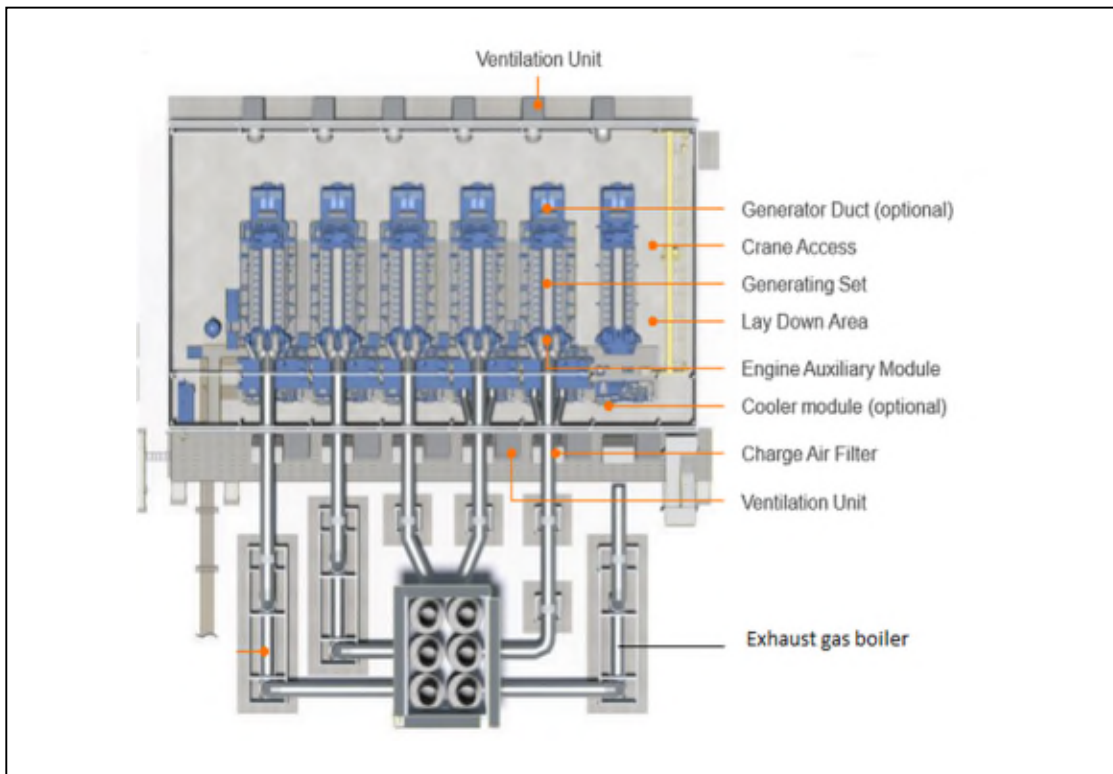 Ventilation Unit
Generator Duct (optional)
Crane Access
Generating Set
Lay Down Area
Engine Auxiliary Module
Cooler module (optional)
Charge Air Filter
Ventilation Unit
Exhaust gas boiler